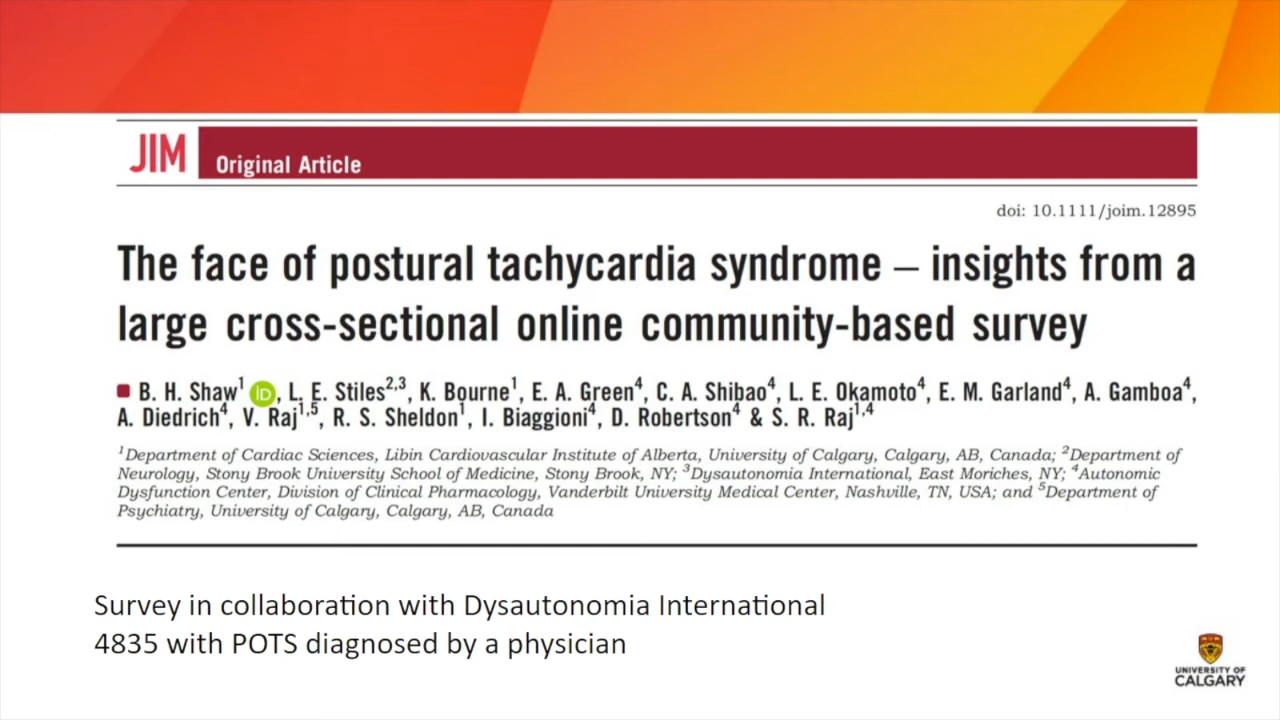 JIM Original Article
doi: 10.1111/joim.12895
The face of postural tachycardia syndrome – insights from a
large cross-sectional online community-based survey
B. H. Shaw1 iD, L. E. Stiles2,3, K. Bourne1, E. A. Green4, C. A. Shibao4, L. E. Okamoto4, E. M. Garland4, A. Gamboa4,
A. Diedrich4, V. Raj1,5, R. S. Sheldon1, I. Biaggioni4, D. Robertson4 & S. R. Raj1,4
1Department of Cardiac Sciences, Libin Cardiovascular Institute of Alberta, University of Calgary, Calgary, AB, Canada; 2Department of
Neurology, Stony Brook University School of Medicine, Stony Brook, NY; 3Dysautonomia International, East Moriches, NY; 4Autonomic
Dysfunction Center, Division of Clinical Pharmacology, Vanderbilt University Medical Center, Nashville, TN, USA; and 5Department of
Psychiatry, University of Calgary, Calgary, AB, Canada
Survey in collaboration with Dysautonomia International
4835 with POTS diagnosed by a physician
UNIVERSITY OF
CALGARY